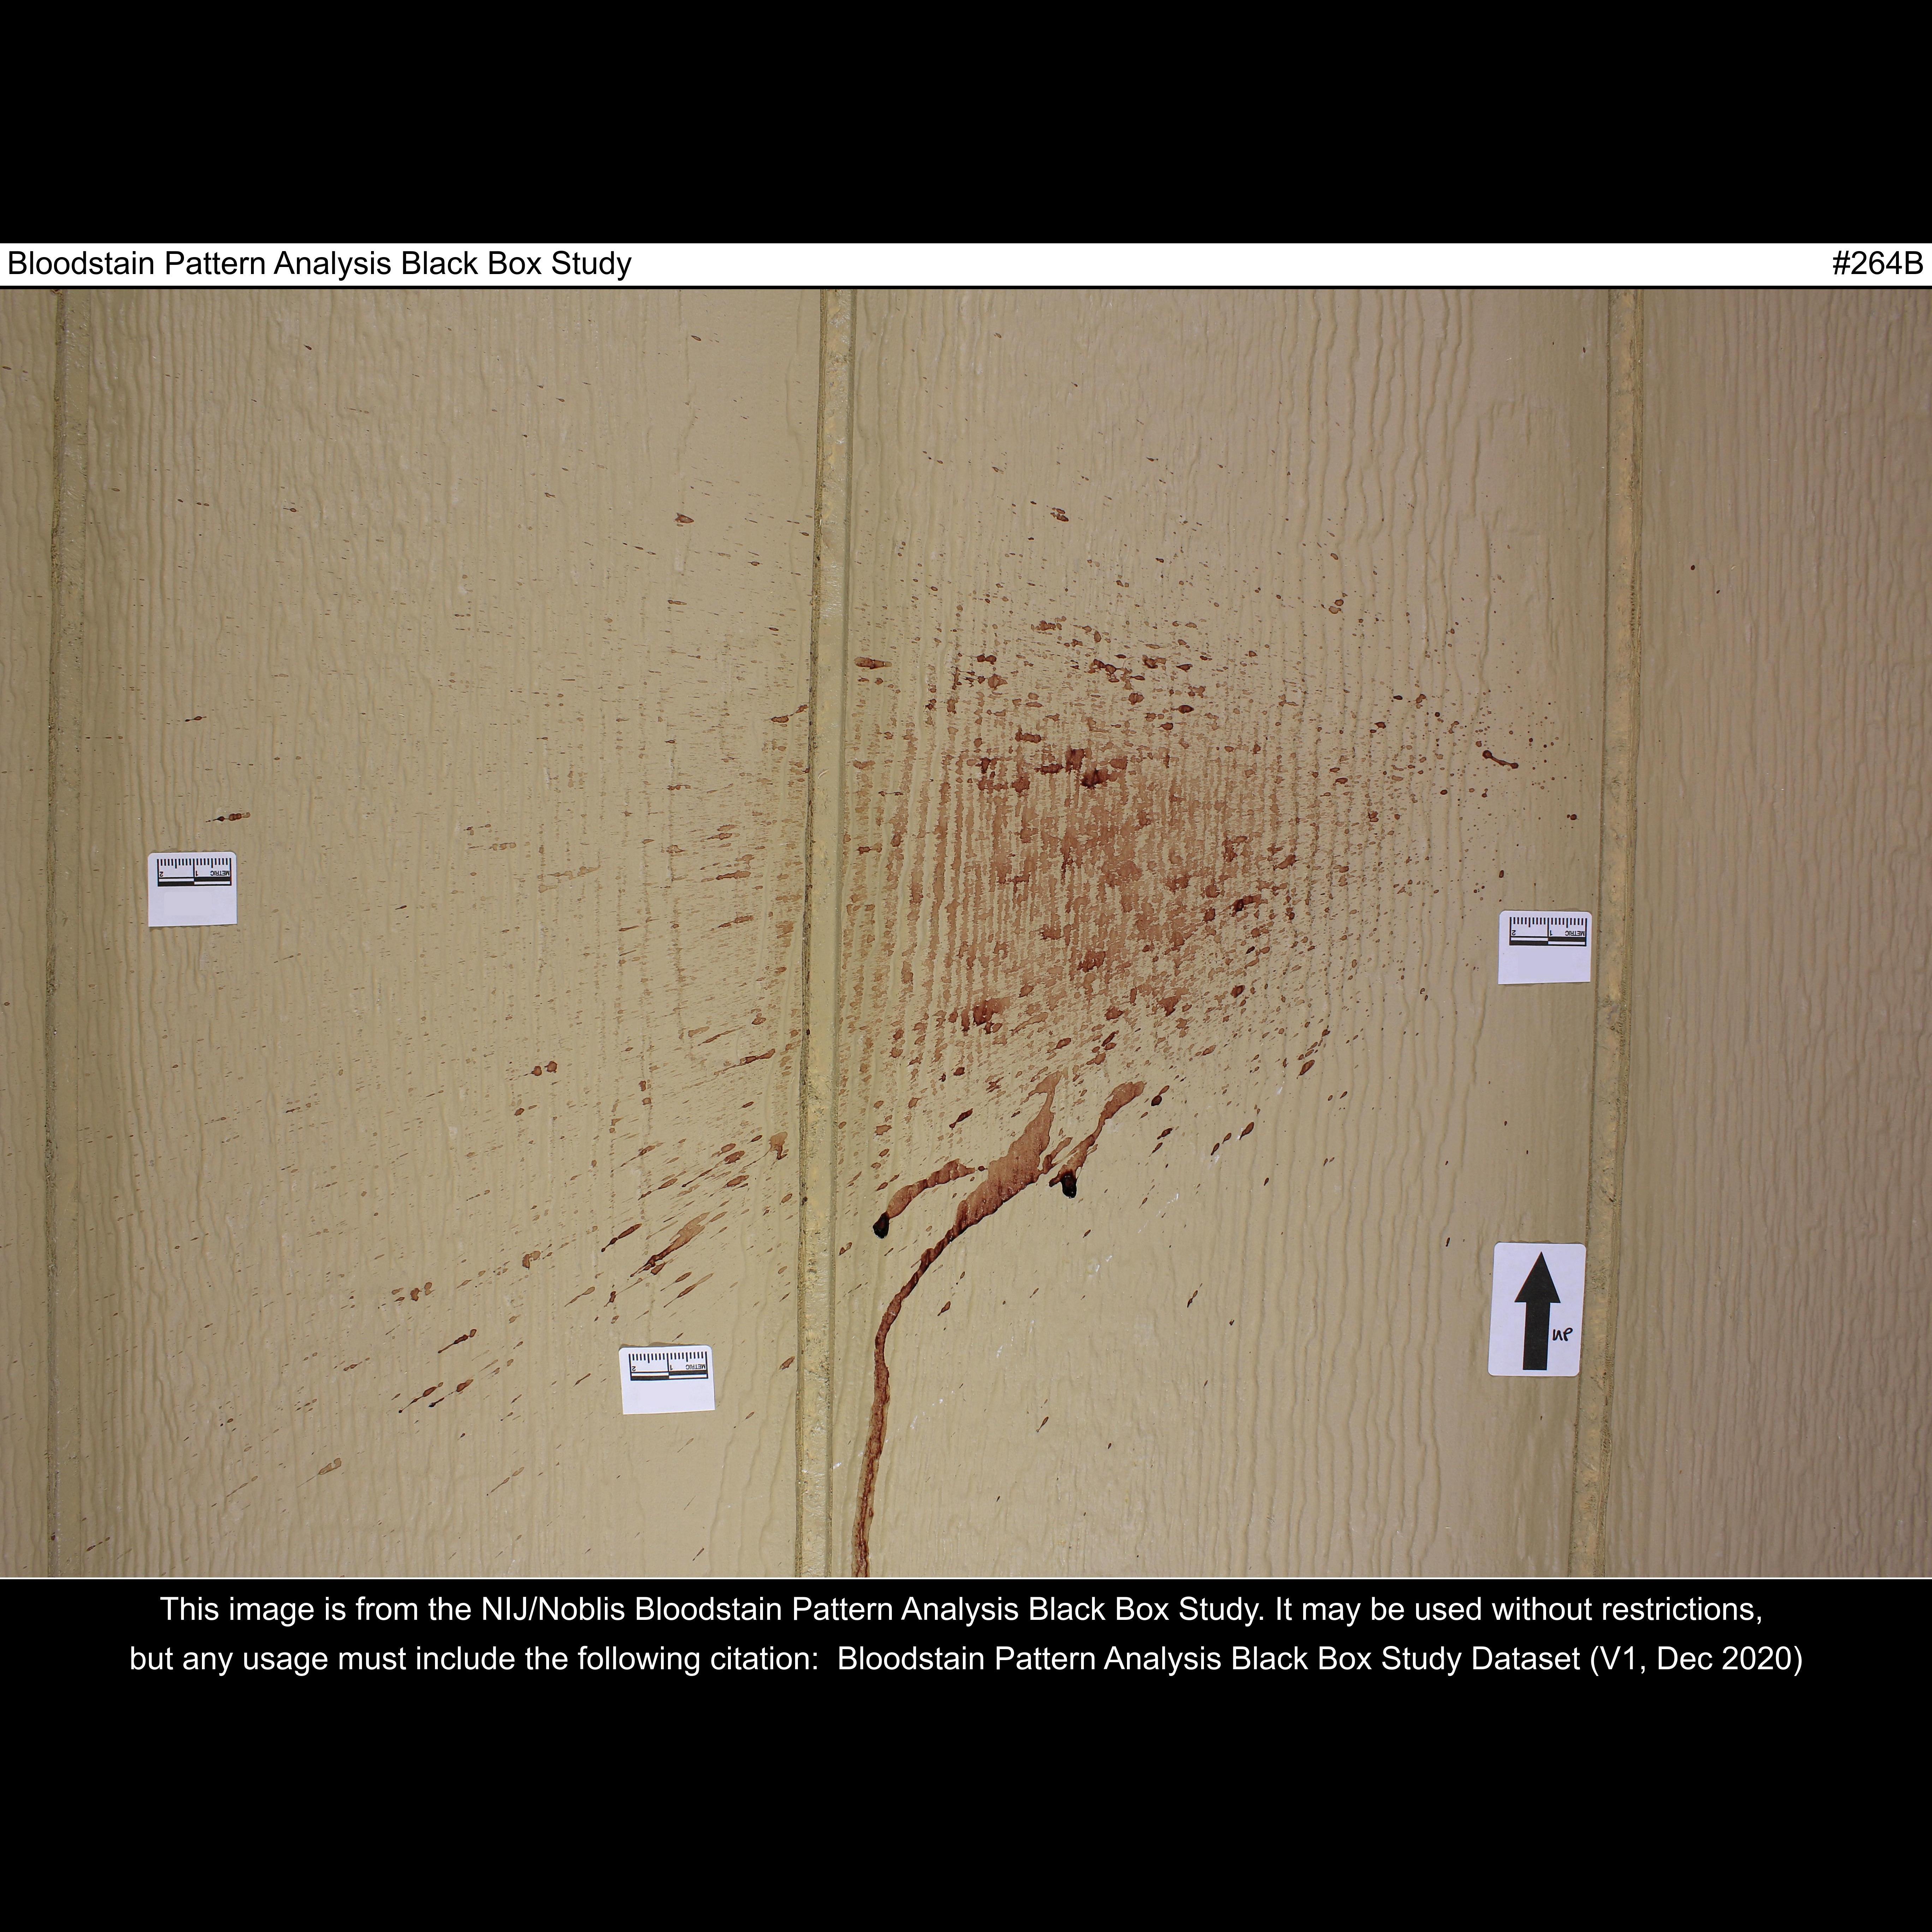 Bloodstain Pattern Analysis Black Box Study #264B
METRIC 1 2
METRIC 1 2
UP
METRIC 1 2
This image is from the NIJ/Noblis Bloodstain Pattern Analysis Black Box Study. It may be used without restrictions,
but any usage must include the following citation: Bloodstain Pattern Analysis Black Box Study Dataset (V1, Dec 2020)